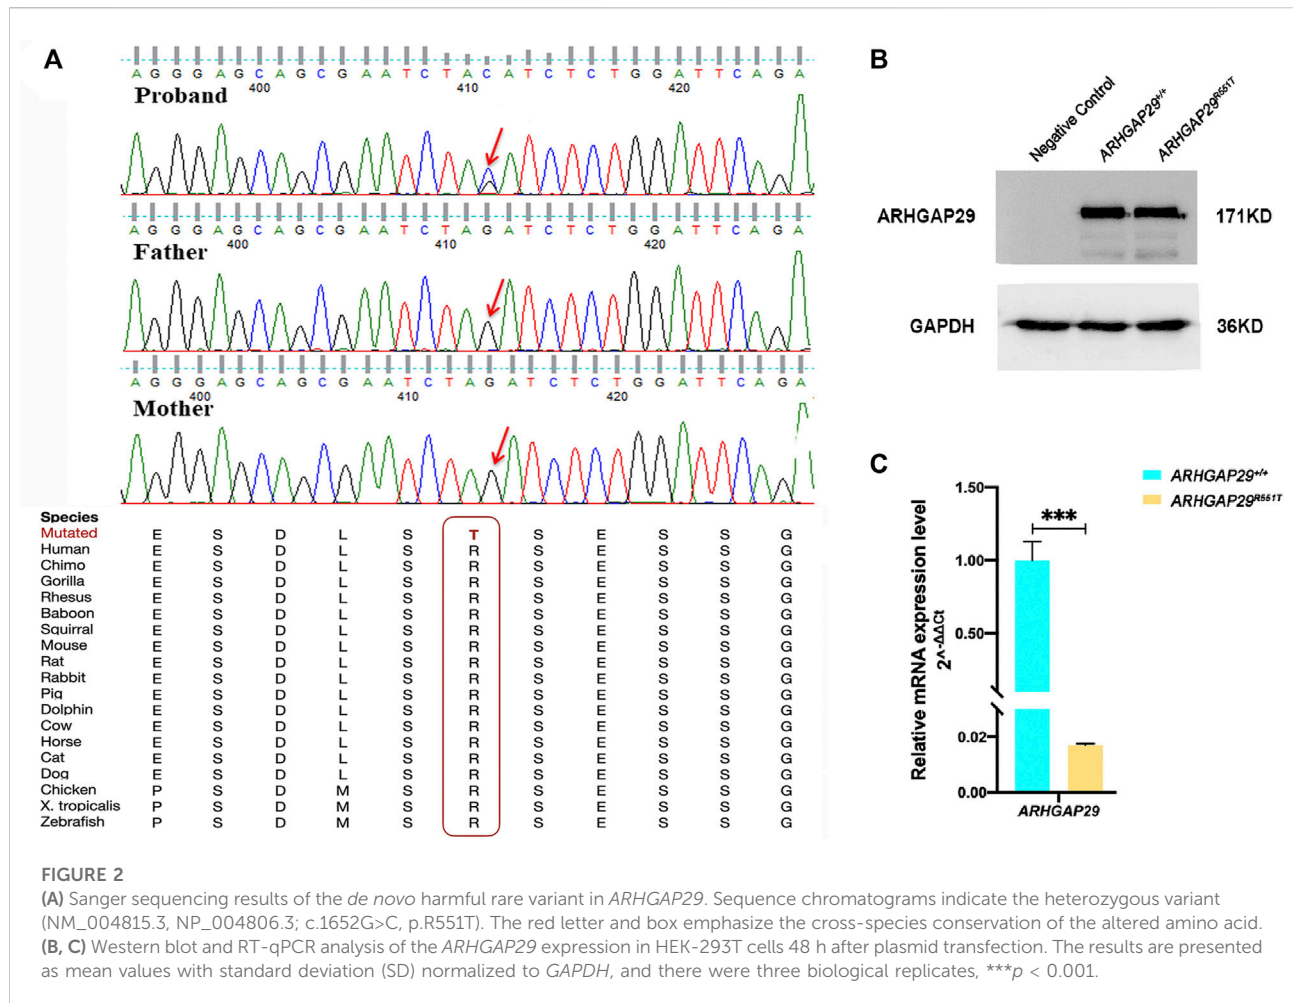 A
A G G G A G C A G C G A A T C T A C A T C T C T G G A T T C A G A
400 410 420
Proband
A G G G A G C A G C G A A T C T A G A T C T C T G G A T T C A G A
400 410 420
Father
A G G G A G C A G C G A A T C T A G A T C T C T G G A T T C A G A
400 410 420
Mother
Species
Mutated E S D L S T S E S S G
Human E S D L S R S E S S G
Chimo E S D L S R S E S S G
Gorilla E S D L S R S E S S G
Rhesus E S D L S R S E S S G
Baboon E S D L S R S E S S G
Squirral E S D L S R S E S S G
Mouse E S D L S R S E S S G
Rat E S D L S R S E S S G
Rabbit E S D L S R S E S S G
Pig E S D L S R S E S S G
Dolphin E S D L S R S E S S G
Cow E S D L S R S E S S G
Horse E S D L S R S E S S G
Cat E S D L S R S E S S G
Dog E S D L S R S E S S G
Chicken P S D M S R S E S S G
X. tropicalis P S D M S R S E S S G
Zebrafish P S D M S R S E S S G
B
Negative Control
ARHGAP29+/+
ARHGAP29R551T
ARHGAP29 171KD
GAPDH 36KD
C
ARHGAP29+/+
ARHGAP29R551T
Relative mRNA expression level
2^-ΔΔCt
1.50
1.00
0.50
0.02
0.00
***
ARHGAP29
FIGURE 2
(A) Sanger sequencing results of the de novo harmful rare variant in ARHGAP29. Sequence chromatograms indicate the heterozygous variant
(NM_004815.3, NP_004806.3; c.1652G>C, p.R551T). The red letter and box emphasize the cross-species conservation of the altered amino acid.
(B, C) Western blot and RT-qPCR analysis of the ARHGAP29 expression in HEK-293T cells 48 h after plasmid transfection. The results are presented
as mean values with standard deviation (SD) normalized to GAPDH, and there were three biological replicates, ***p < 0.001.